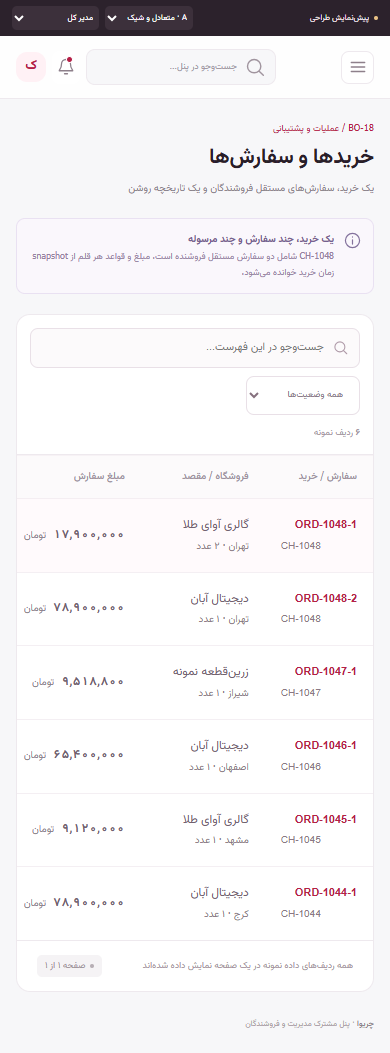 پیش‌نمایش طراحی
A · متعادل و شیک
مدیر کل
جست‌وجو در پنل...
ک
BO-18 / عملیات و پشتیبانی
خریدها و سفارش‌ها
یک خرید، سفارش‌های مستقل فروشندگان و یک تاریخچه روشن
یک خرید، چند سفارش و چند مرسوله
CH-1048 شامل دو سفارش مستقل فروشنده است. مبلغ و قواعد هر قلم از snapshot
زمان خرید خوانده می‌شود.
جست‌وجو در این فهرست...
همه وضعیت‌ها
۶ ردیف نمونه
سفارش / خرید	فروشگاه / مقصد	مبلغ سفارش
ORD-1048-1	گالری آوای طلا	۱۷,۹۰۰,۰۰۰ تومان
CH-1048	تهران · ۲ عدد
ORD-1048-2	دیجیتال آبان	۷۸,۹۰۰,۰۰۰ تومان
CH-1048	تهران · ۱ عدد
ORD-1047-1	زرین‌قطعه نمونه	۹,۵۱۸,۸۰۰ تومان
CH-1047	شیراز · ۱ عدد
ORD-1046-1	دیجیتال آبان	۶۵,۴۰۰,۰۰۰ تومان
CH-1046	اصفهان · ۱ عدد
ORD-1045-1	گالری آوای طلا	۹,۱۲۰,۰۰۰ تومان
CH-1045	مشهد · ۱ عدد
ORD-1044-1	دیجیتال آبان	۷۸,۹۰۰,۰۰۰ تومان
CH-1044	کرج · ۱ عدد
همه ردیف‌های داده نمونه در یک صفحه نمایش داده شده‌اند
صفحه ۱ از ۱
چریوا · پنل مشترک مدیریت و فروشندگان